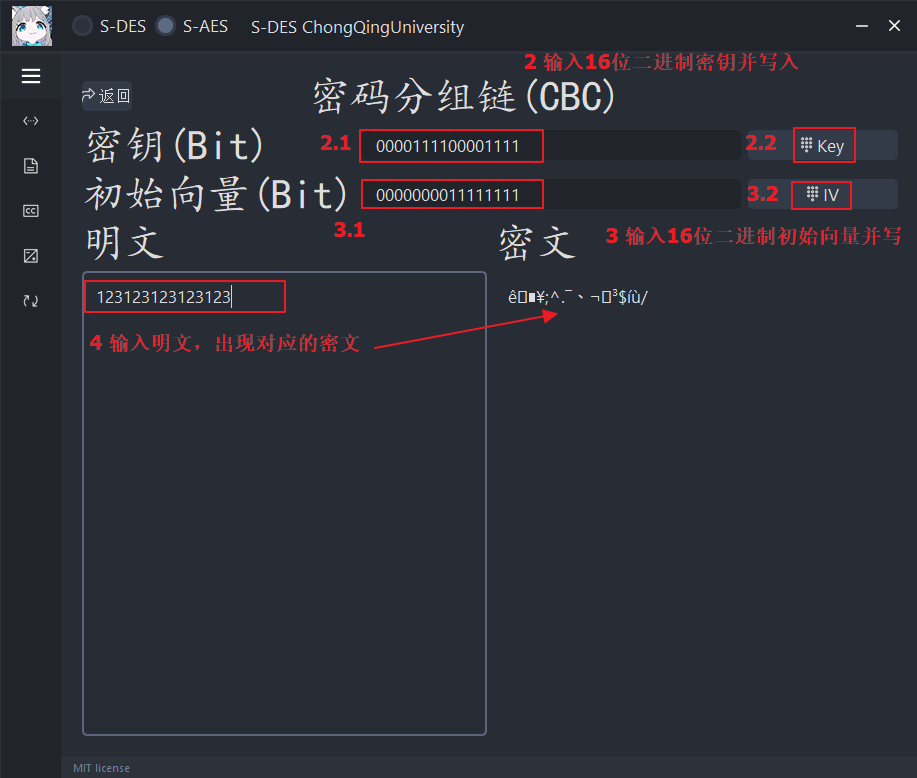 S-DES S-AES S-DES ChongQingUniversity
2 输入16位二进制密钥并写入
返回 密码分组链(CBC)
密钥(Bit) 2.1 0000111100001111 2.2 Key
初始向量(Bit) 0000000011111111 3.2 IV
3.1
明文 密文 3 输入16位二进制初始向量并写
123123123123123
4 输入明文，出现对应的密文
MIT license